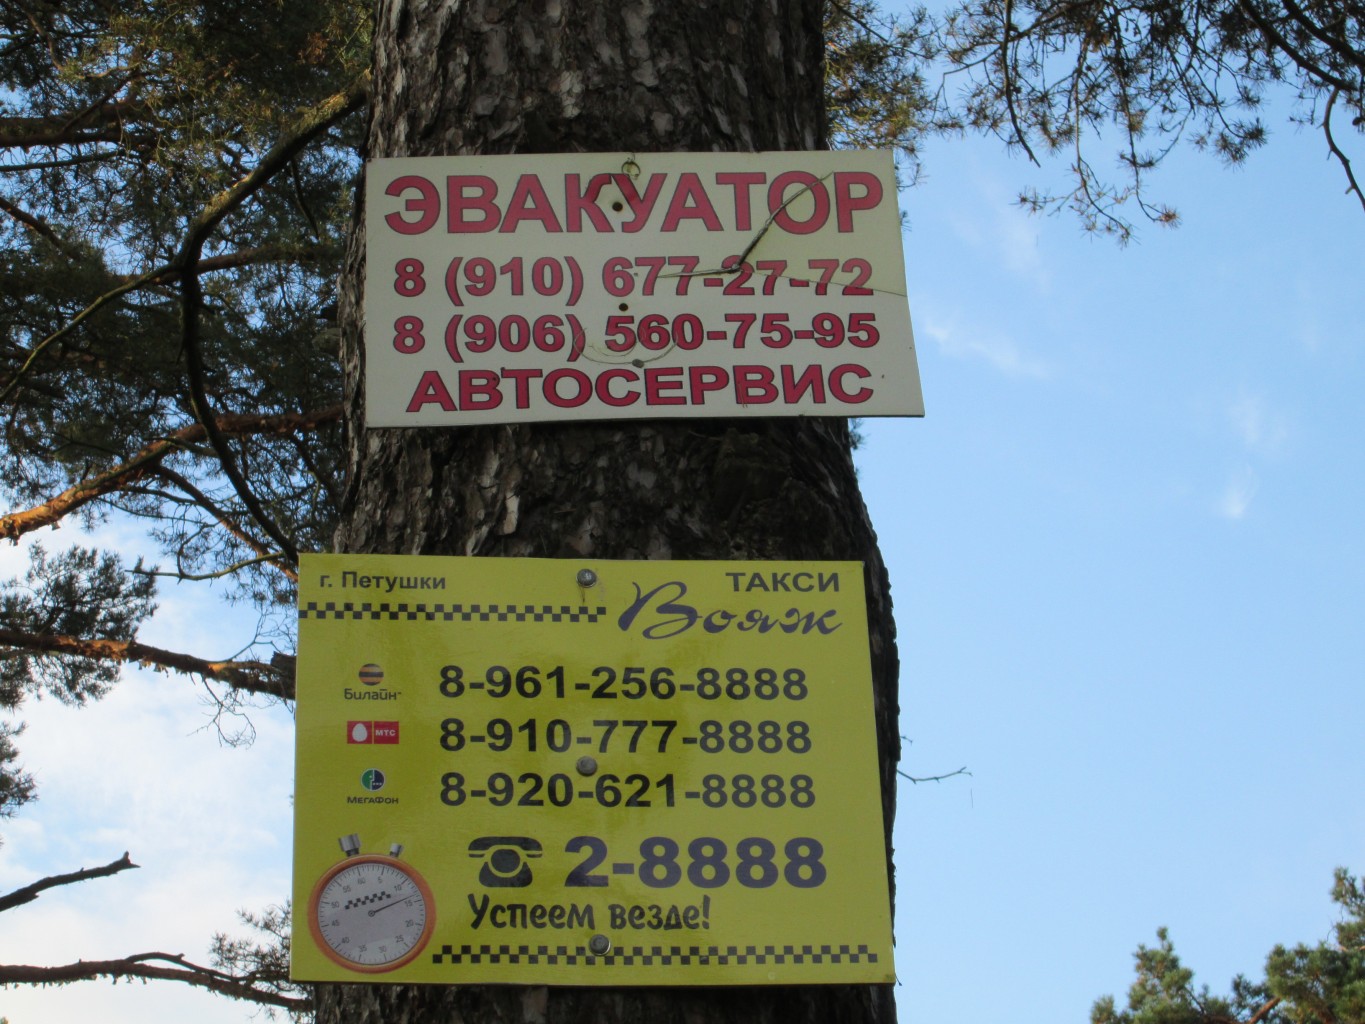 ЭВАКУАТОР
8 (910) 677-27-72
8 (906) 560-75-95
АВТОСЕРВИС
г. Петушки
ТАКСИ
Вояж
Билайн 8-961-256-8888
МТС 8-910-777-8888
МЕГАФОН 8-920-621-8888
2-8888
Успеем везде!